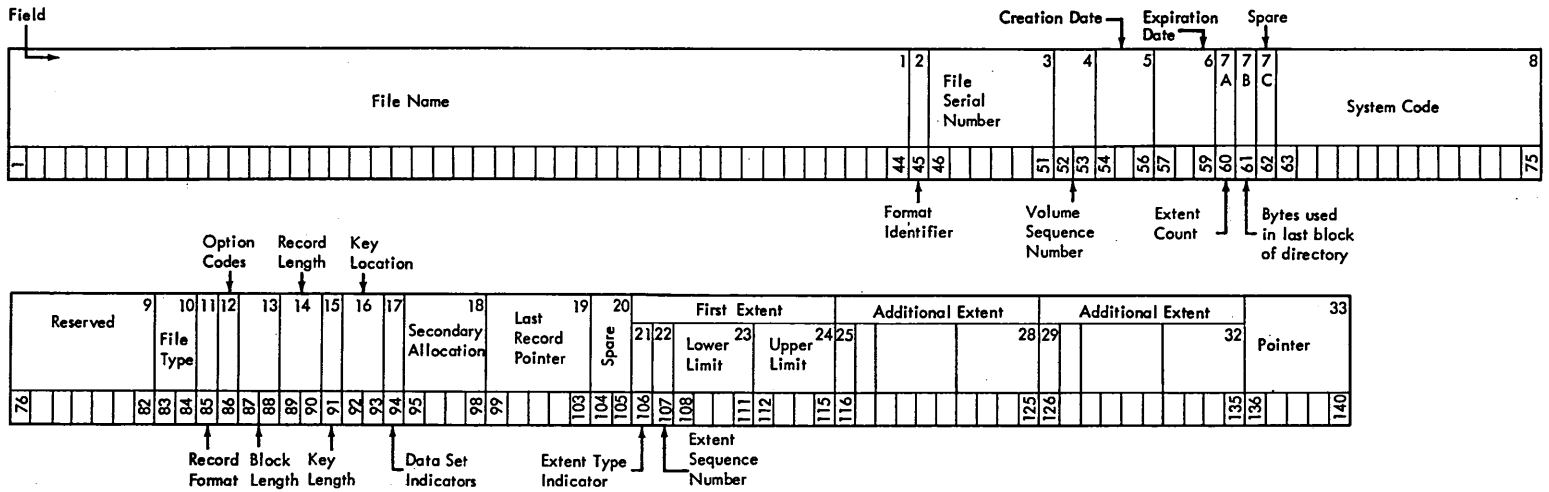 Field
Creation Date
Expiration
Date
Spare
1
2
3
4
5
6
7
A
7
B
7
C
8
File Name
File
Serial
Number
System Code
1
44
45
46
51
52
53
54
56
57
59
60
61
62
63
75
Format
Identifier
Volume
Sequence
Number
Extent
Count
Bytes used
in last block
of directory
Option
Codes
Record
Length
Key
Location
Reserved
9
10
File
Type
11
12
13
14
15
16
17
18
Secondary
Allocation
19
Last
Record
Pointer
20
Spare
First Extent
21
22
23
Lower
Limit
24
Upper
Limit
Additional Extent
25
28
Additional Extent
29
32
33
Pointer
76
82
83
84
85
86
87
88
89
90
91
92
93
94
95
98
99
103
104
105
106
107
108
111
112
115
116
125
126
135
136
140
Record
Format
Block
Length
Key
Length
Data Set
Indicators
Extent Type
Indicator
Extent
Sequence
Number